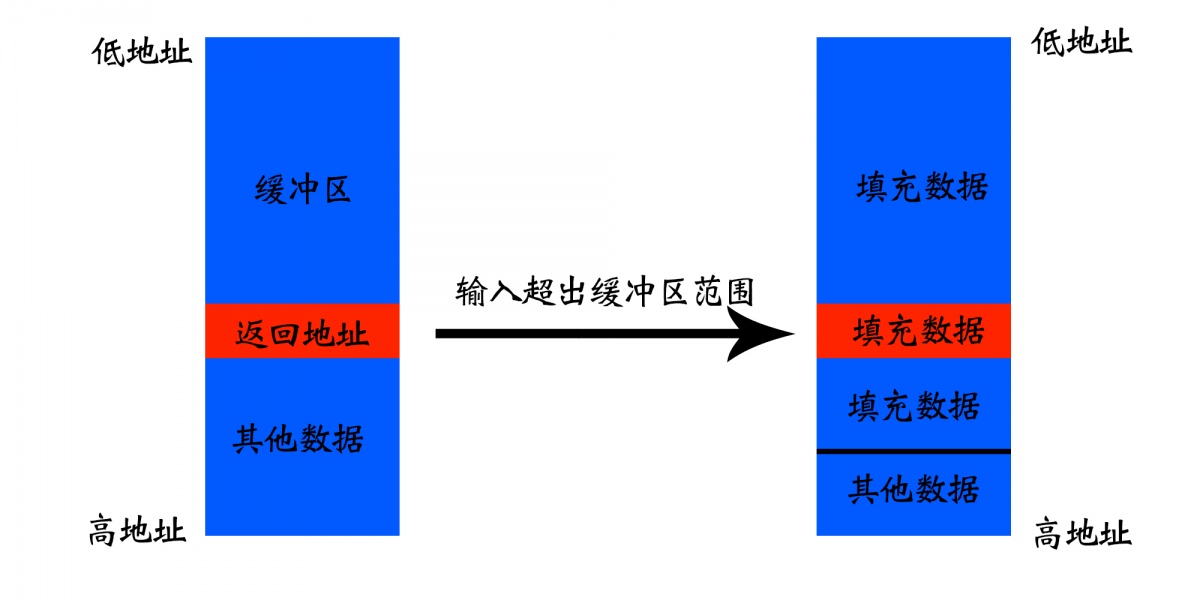 低地址
缓冲区
返回地址
其他数据
高地址
输入超出缓冲区范围
低地址
填充数据
填充数据
填充数据
其他数据
高地址